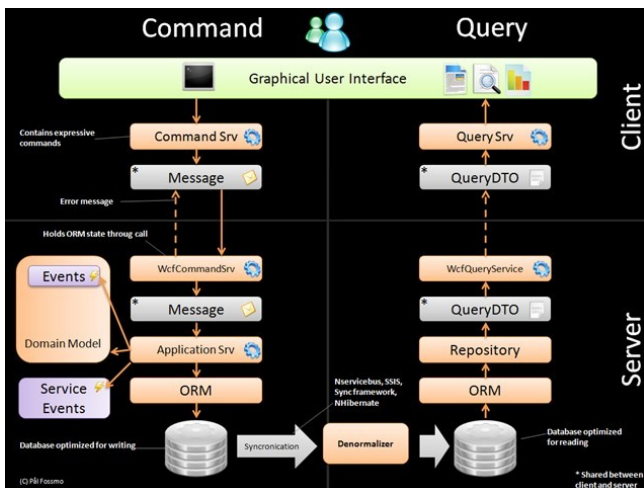 Command
Query
Graphical User Interface
Client
Contains expressive
commands
Command Srv
Query Srv
* Message
* QueryDTO
Error message
Holds ORM state throug call
Server
WcfCommandSrv
WcfQueryService
Events
* Message
* QueryDTO
Domain Model
Application Srv
Repository
Service
Events
ORM
Nservicebus, SSIS,
Sync framework,
NHibernate
ORM
Database optimized for writing
Syncronication
Denormalizer
Database optimized
for reading
(C) Pål Fossmo
* Shared between
client and server